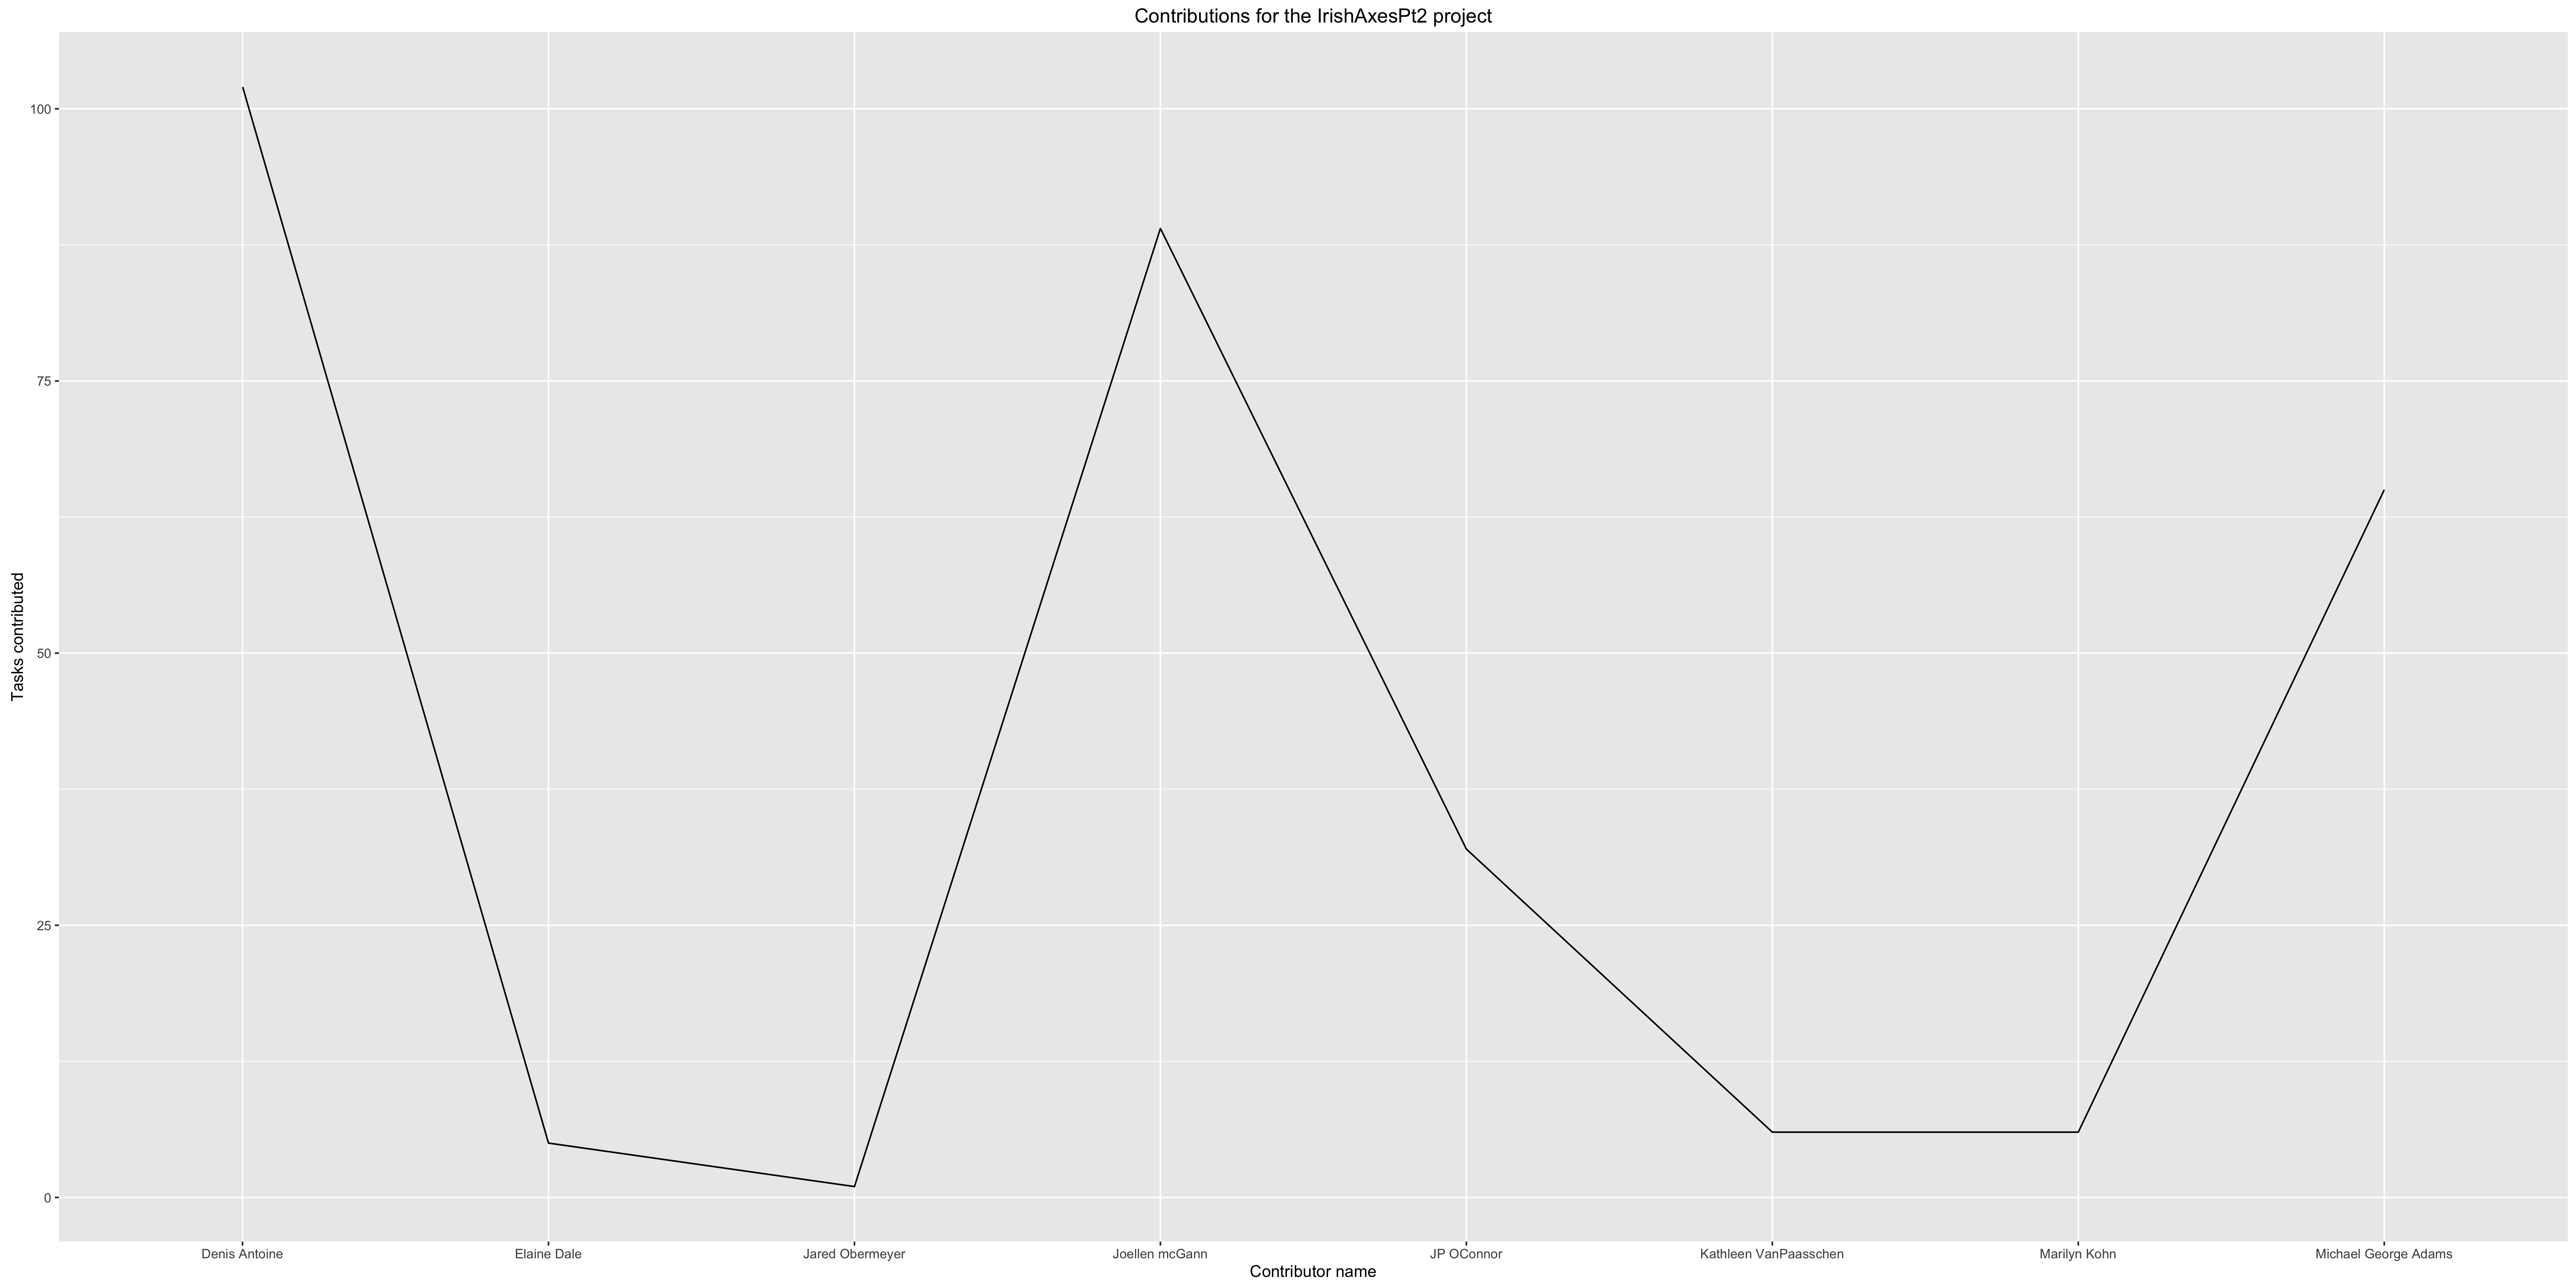 Contributions for the IrishAxesPt2 project
Tasks contributed
100
75
50
25
0
Denis Antoine
Elaine Dale
Jared Obermeyer
Joellen mcGann
JP OConnor
Kathleen VanPaasschen
Marilyn Kohn
Michael George Adams
Contributor name